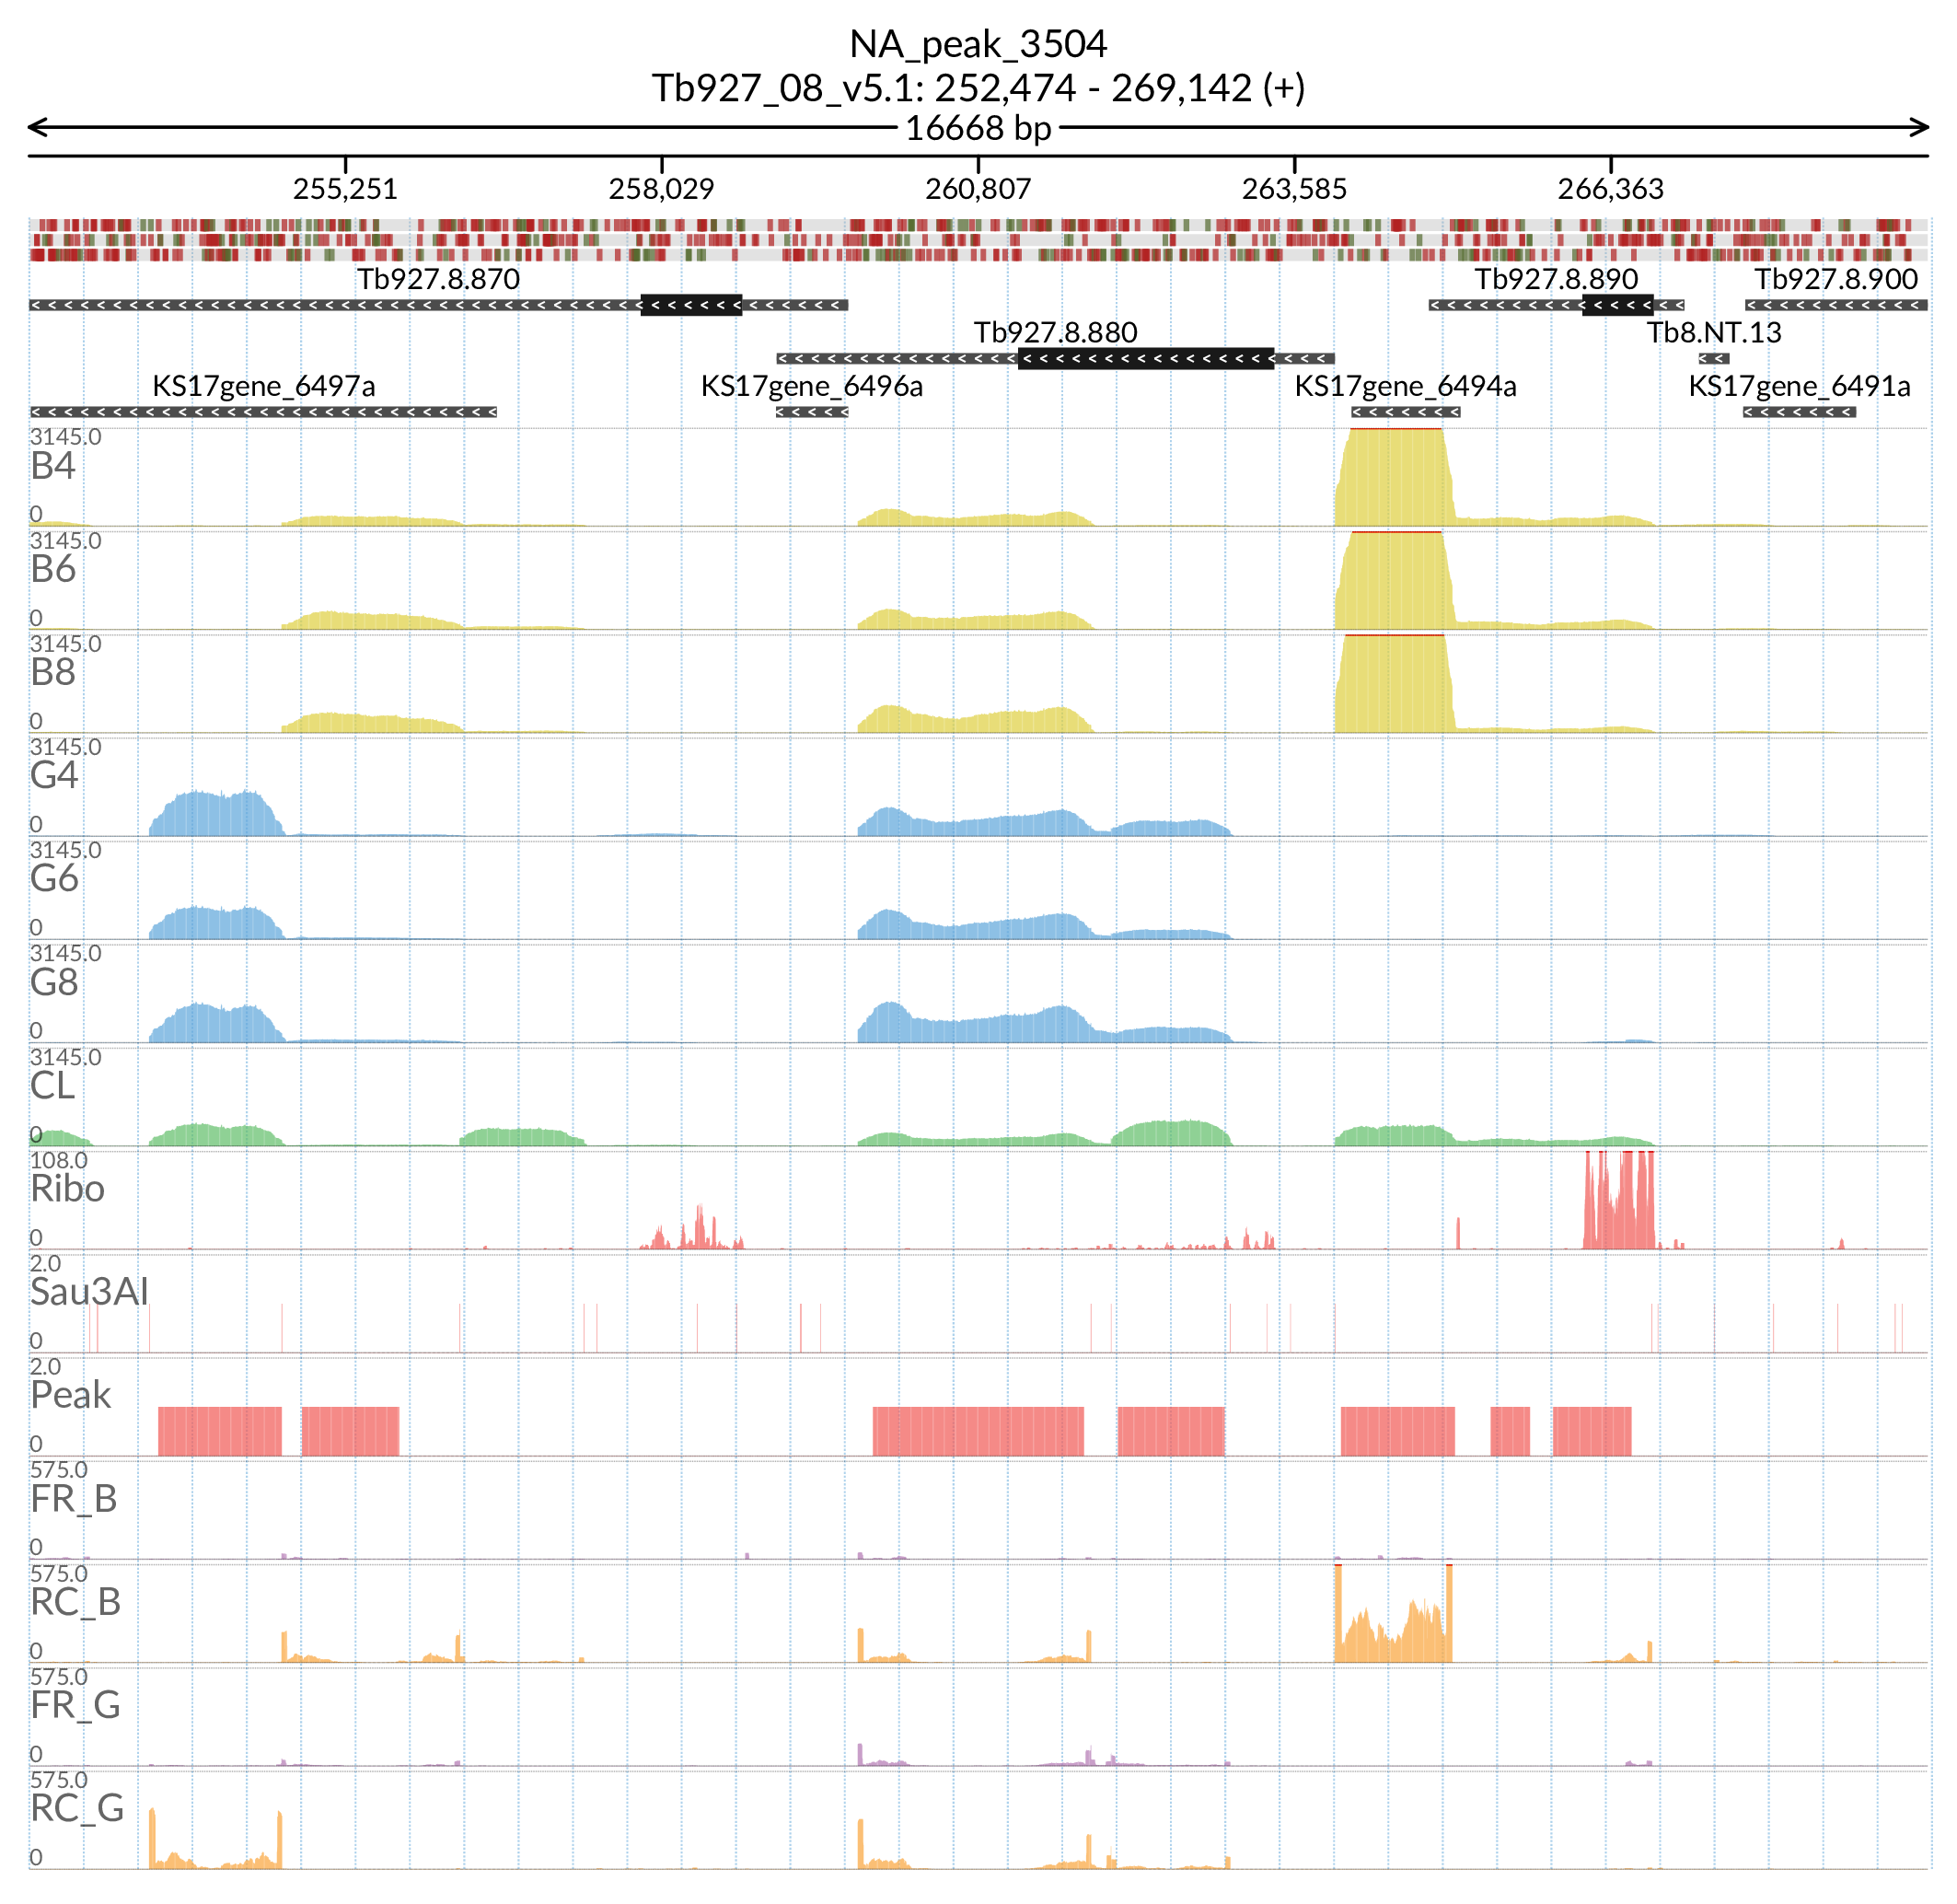 NA_peak_3504
Tb927_08_v5.1: 252,474 - 269,142 (+)
16668 bp
255,251 258,029 260,807 263,585 266,363
Tb927.8.870 Tb927.8.890 Tb927.8.900
Tb927.8.880 Tb8.NT.13
KS17gene_6497a KS17gene_6496a KS17gene_6494a KS17gene_6491a
3145.0
B4
0
3145.0
B6
0
3145.0
B8
0
3145.0
G4
0
3145.0
G6
0
3145.0
G8
0
3145.0
CL
0
108.0
Ribo
0
2.0
Sau3AI
0
2.0
Peak
0
575.0
FR_B
0
575.0
RC_B
0
575.0
FR_G
0
575.0
RC_G
0